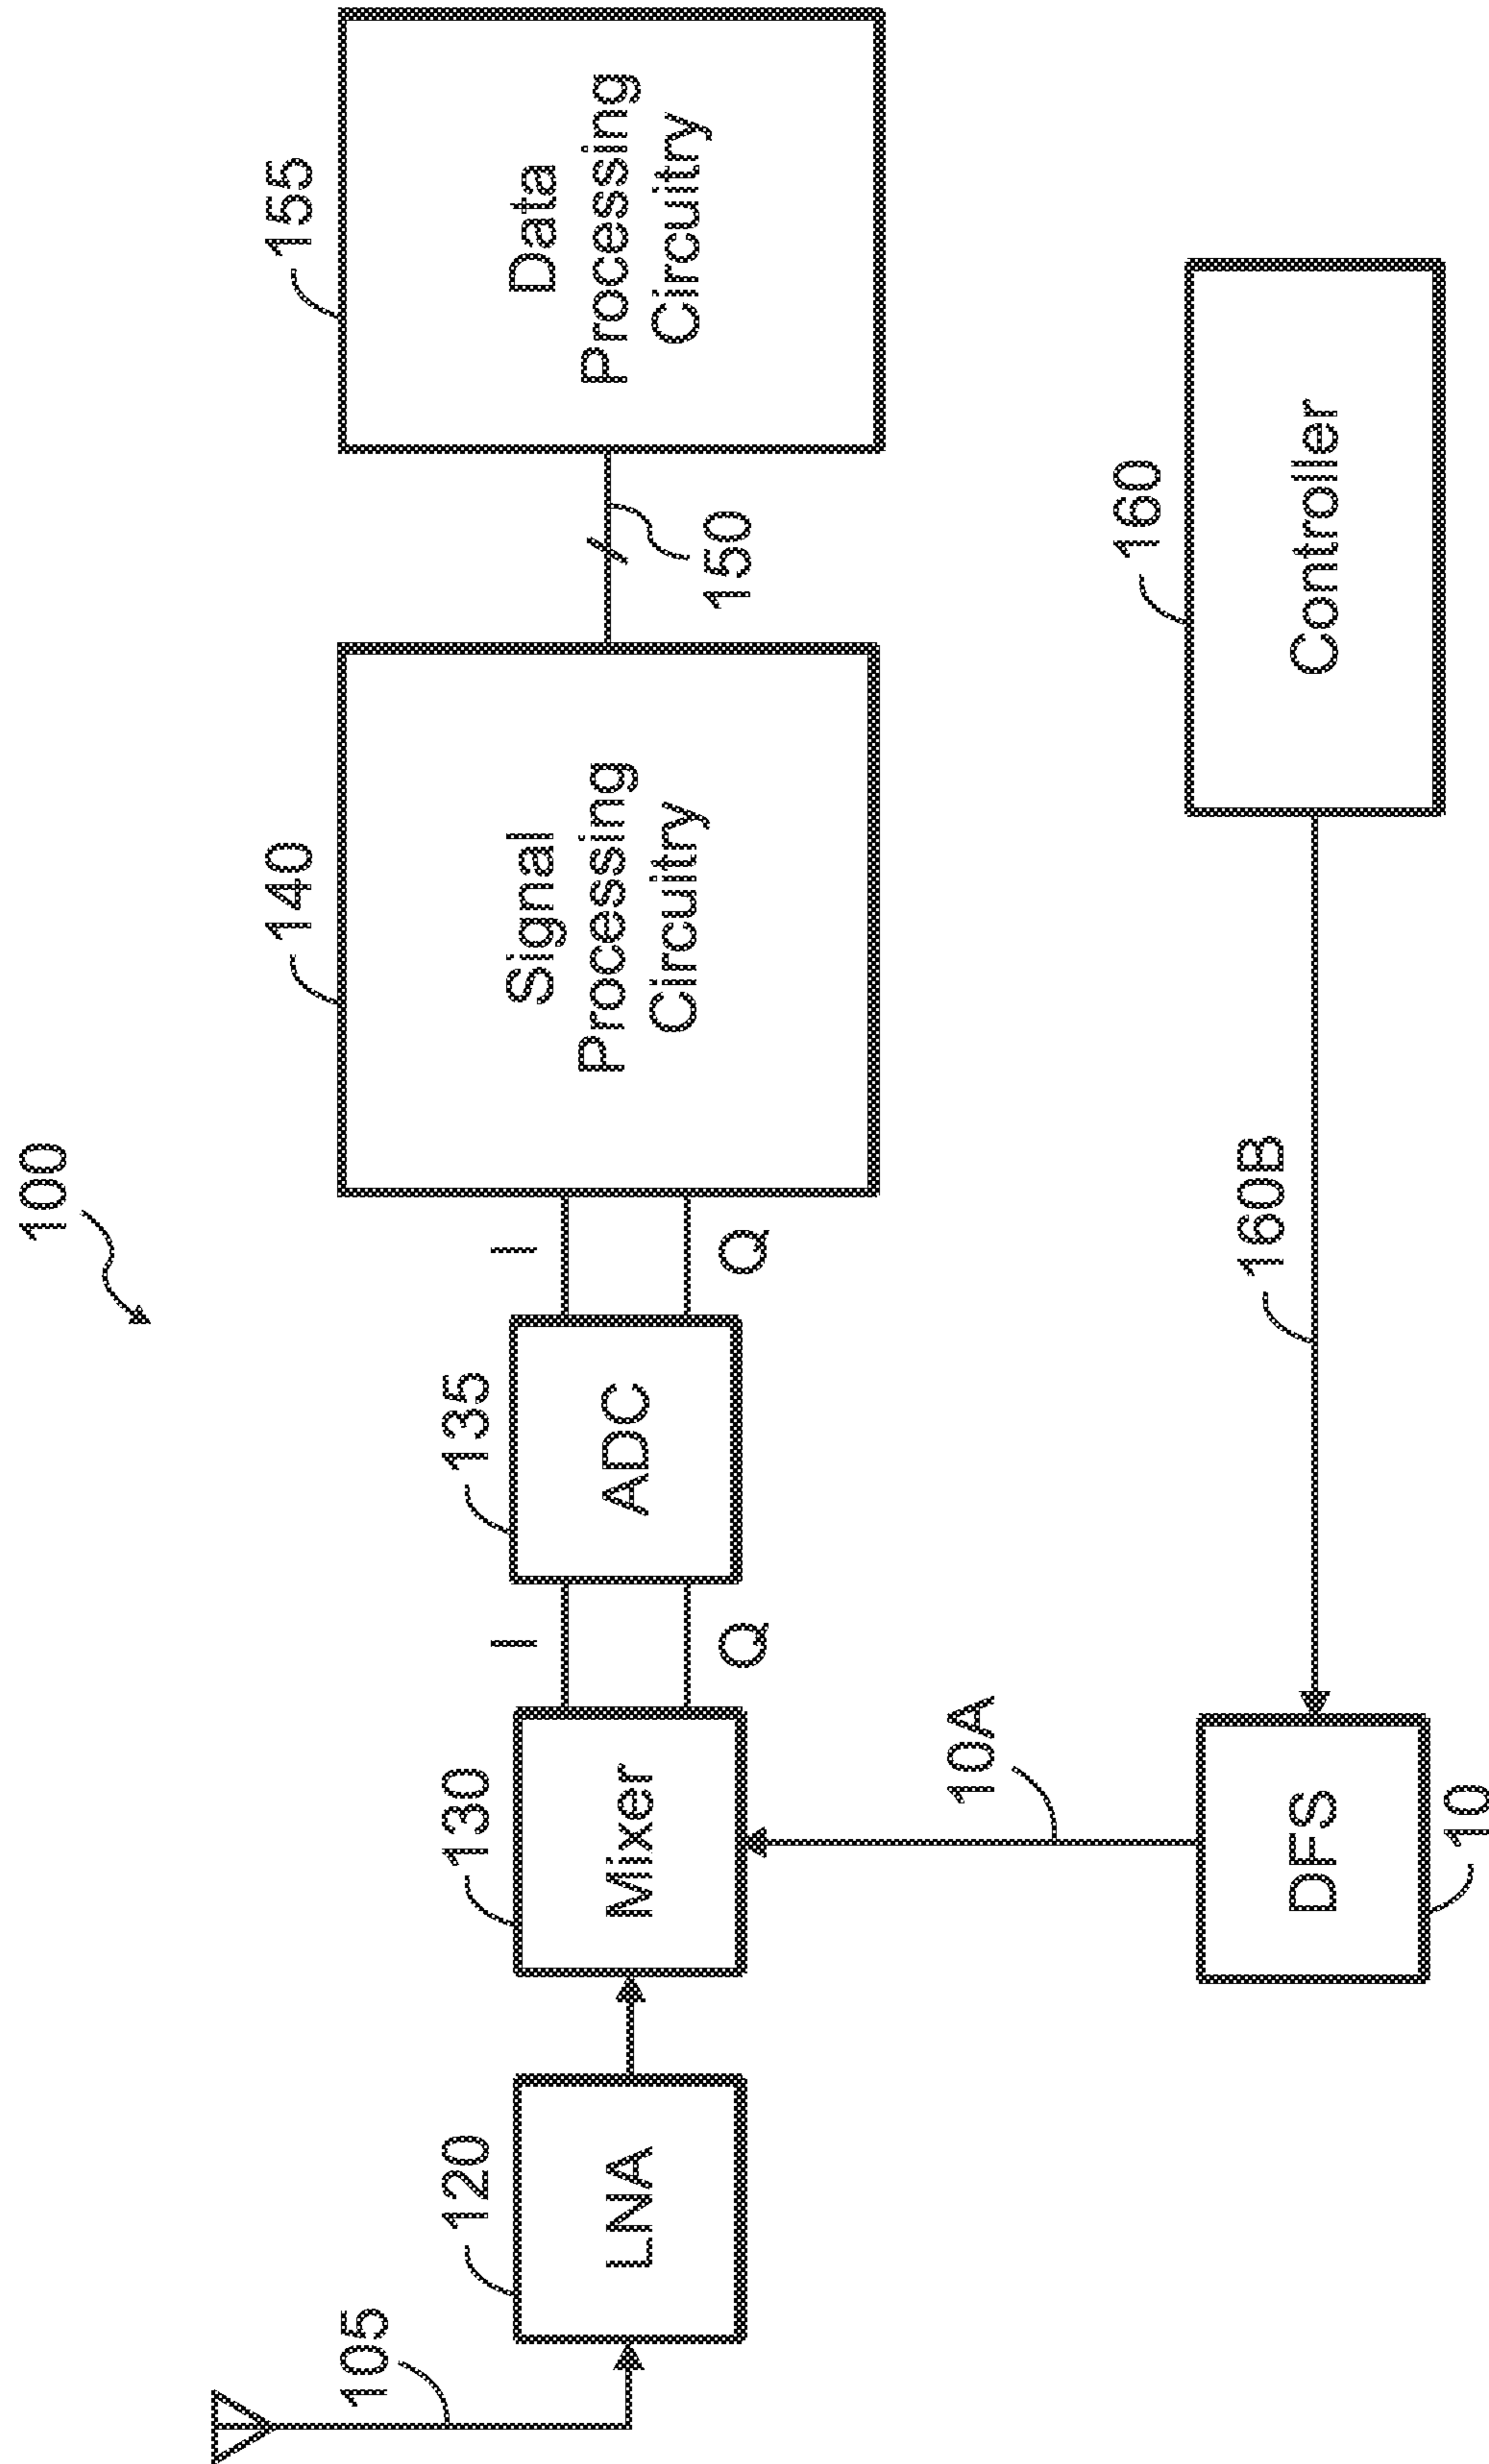 100
105
120
LNA
130
Mixer
I
Q
135
ADC
I
Q
140
Signal
Processing
Circuitry
150
155
Data
Processing
Circuitry
10A
DFS
10
160B
160
Controller